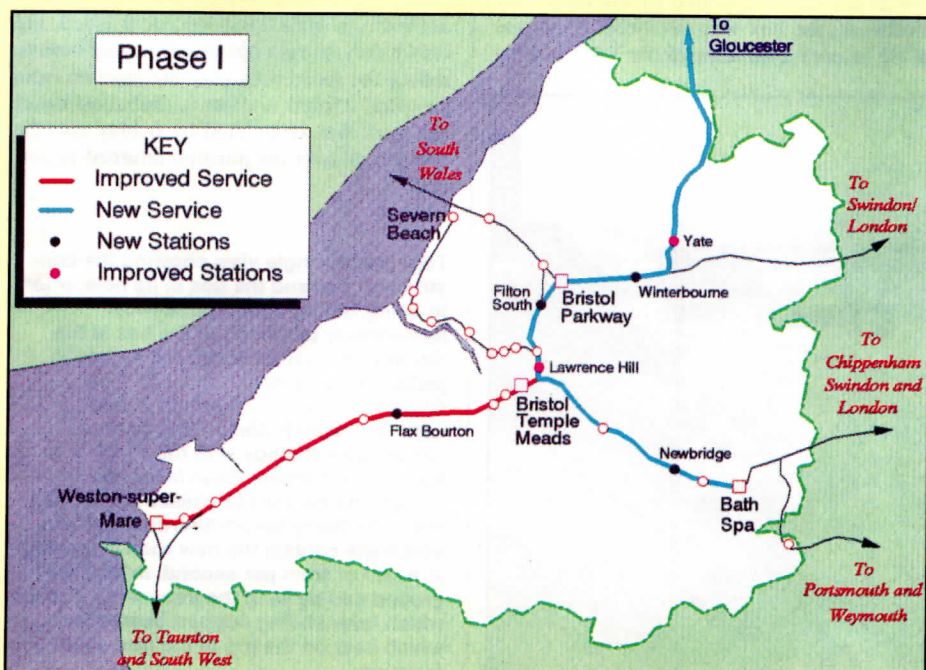 Phase I
To
Gloucester
KEY
Improved Service
New Service
New Stations
Improved Stations
To
South
Wales
Severn
Beach
To
Swindon/
London
Yate
Filton
South
Bristol
Parkway
Winterbourne
To
Chippenham
Swindon and
London
Lawrence Hill
Bristol
Temple
Meads
Flax Bourton
Newbridge
Weston-super-
Mare
Bath
Spa
To
Portsmouth and
Weymouth
To Taunton
and South West